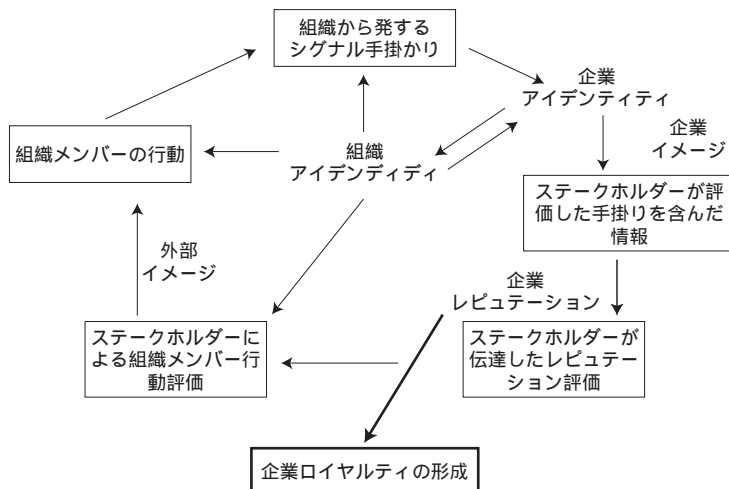 組織から発する
シグナル手掛かり
企業
アイデンティティ
企業
イメージ
組織メンバーの行動
組織
アイデンディディ
ステークホルダーが評
価した手掛りを含んだ
情報
外部
イメージ
企業
レピュテーション
ステークホルダーに
よる組織メンバー行
動評価
ステークホルダーが
伝達したレピュテー
ション評価
企業ロイヤルティの形成